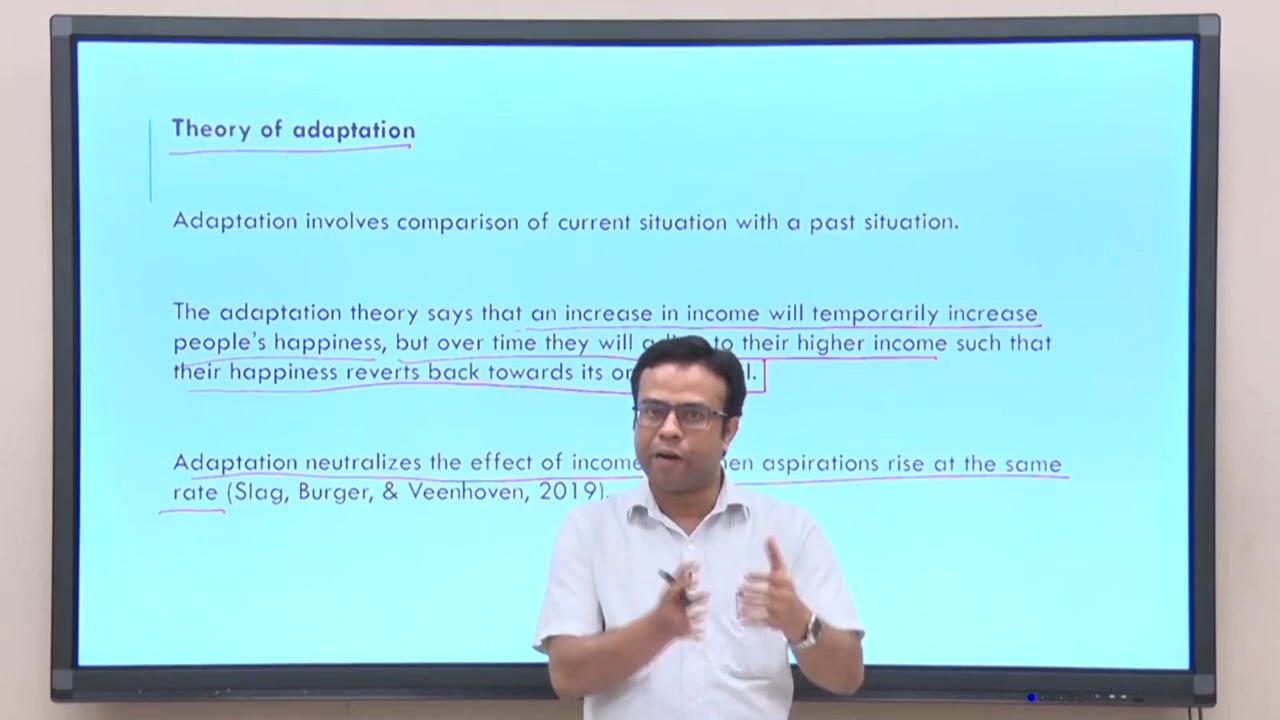 Theory of adaptation
Adaptation involves comparison of current situation with a past situation.
The adaptation theory says that an increase in income will temporarily increase
people's happiness, but over time they will to their higher income such that
their happiness reverts back towards its
Adaptation neutralizes the effect of income aspirations rise at the same
rate (Slag, Burger, & Veenhoven, 2019).